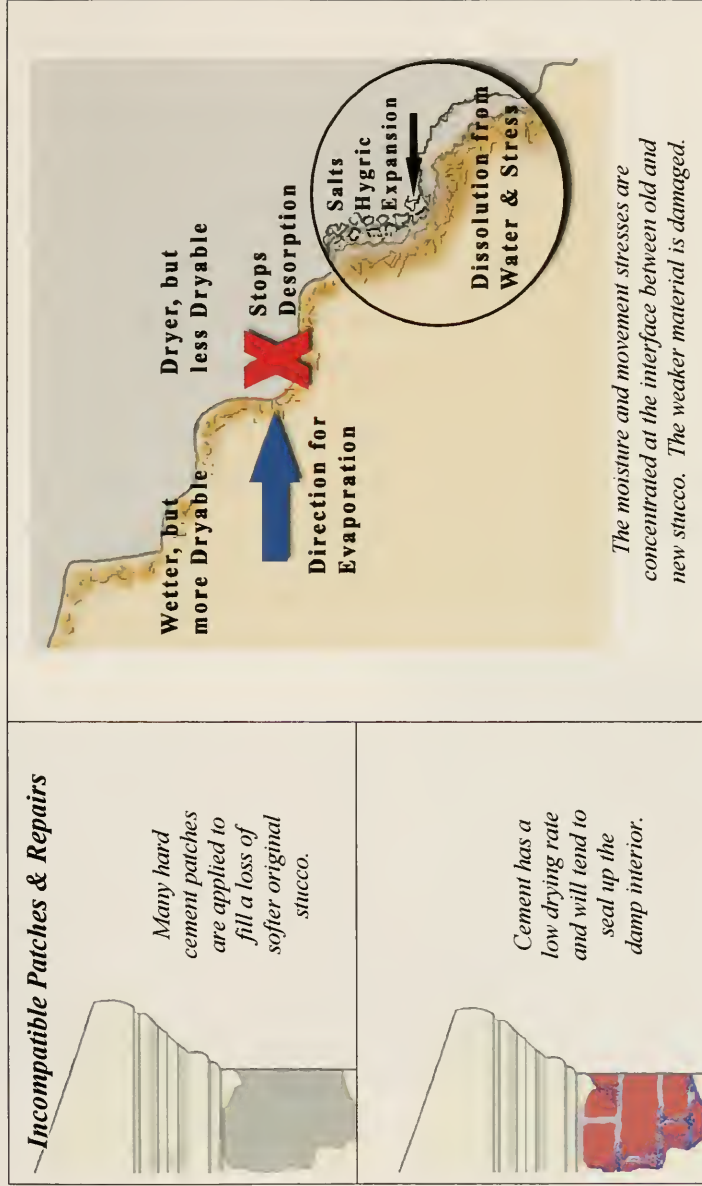 Incompatible Patches & Repairs
Many hard
cement patches
are applied to
fill a loss of
softer original
stucco.
Cement has a
low drying rate
and will tend to
seal up the
damp interior.
Wetter, but
more Dryable
Dryer, but
less Dryable
Direction for
Evaporation
Stops
Desorption
Salts
Hygric
Expansion
Dissolution from
Water & Stress
The moisture and movement stresses are
concentrated at the interface between old and
new stucco. The weaker material is damaged.